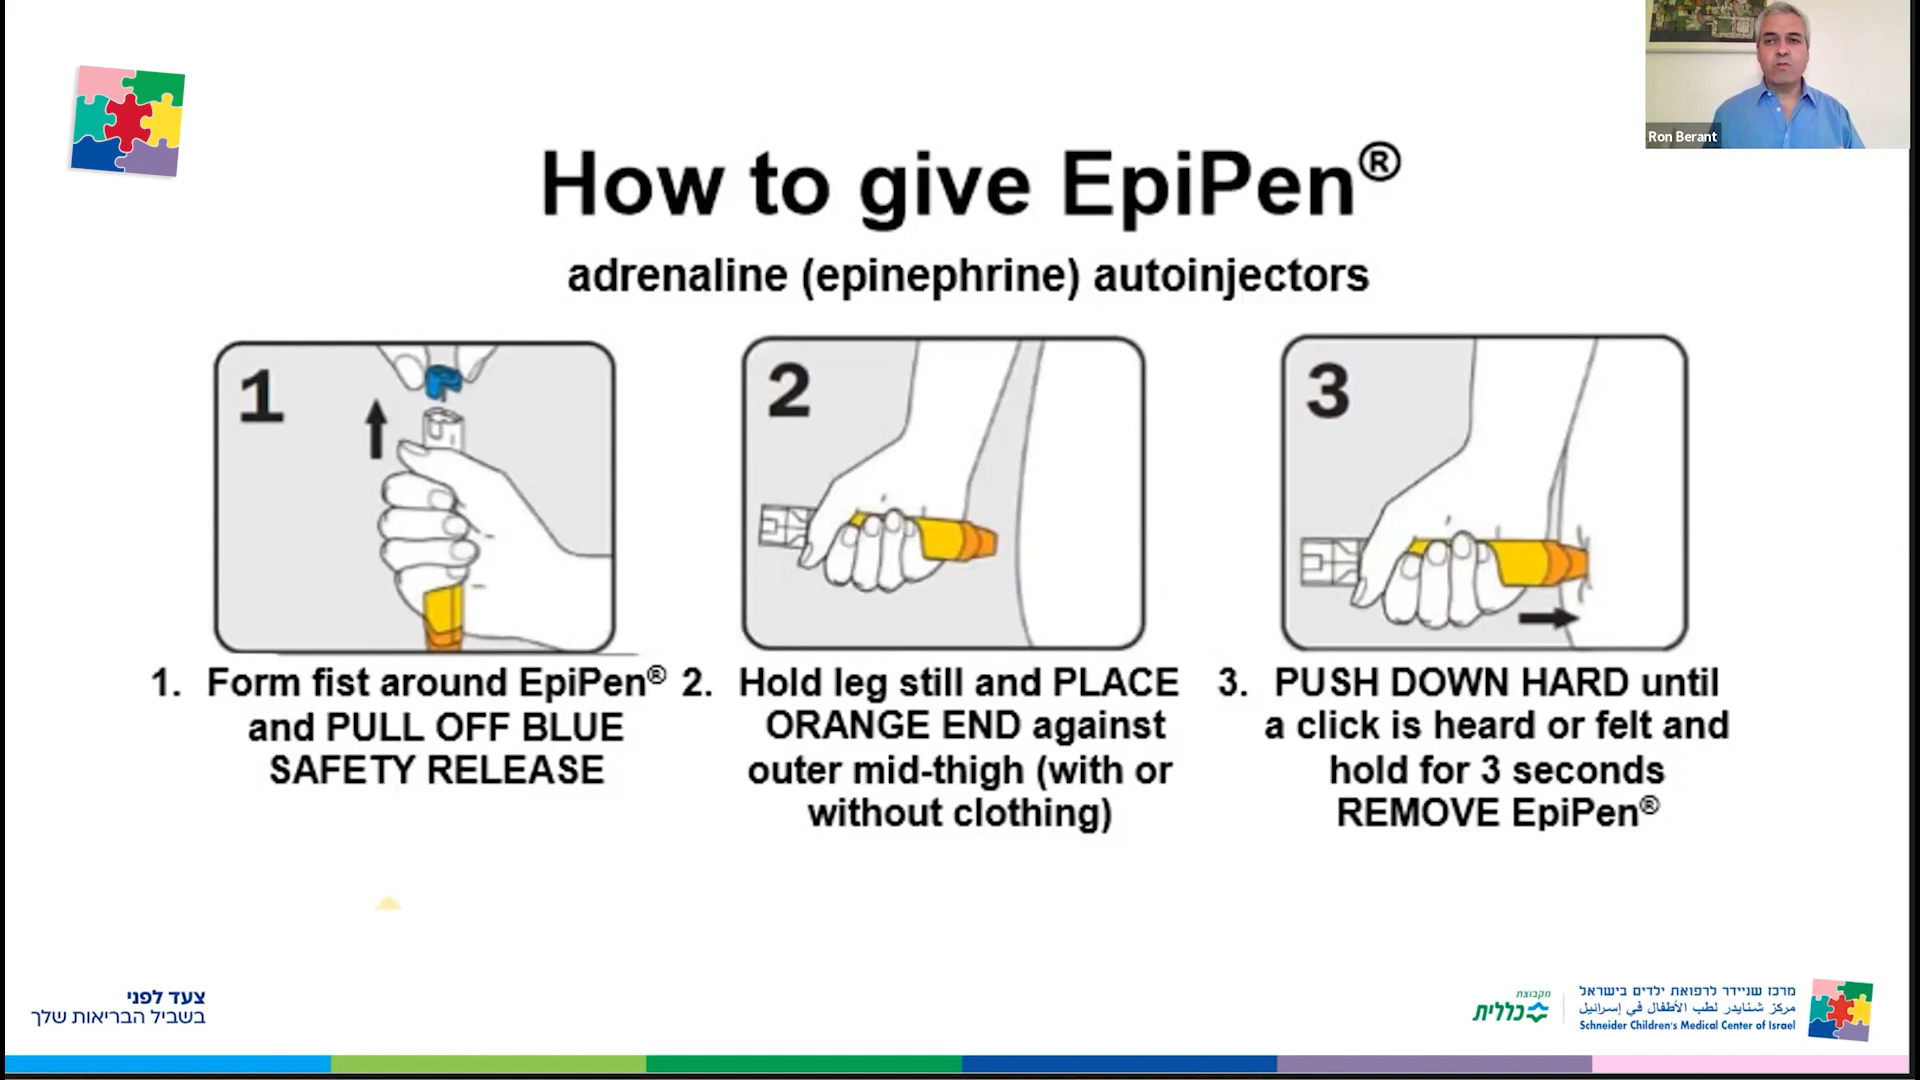 Ron Berant
How to give EpiPen®
adrenaline (epinephrine) autoinjectors
1
2
3
1. Form fist around EpiPen®
and PULL OFF BLUE
SAFETY RELEASE
2. Hold leg still and PLACE
ORANGE END against
outer mid-thigh (with or
without clothing)
3. PUSH DOWN HARD until
a click is heard or felt and
hold for 3 seconds
REMOVE EpiPen®
צעד לפני
בשביל הבריאות שלך
מקבוצת
כללית
מרכז שניידר לרפואת ילדים בישראל
مركز شنايدر لطب الأطفال في إسرائيل
Schneider Children's Medical Center of Israel